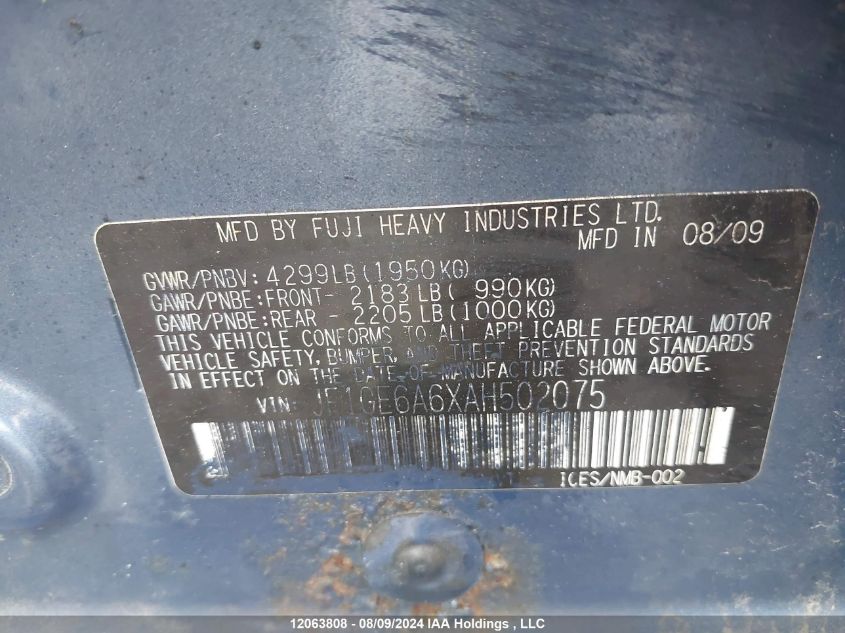 MFD BY FUJI HEAVY INDUSTRIES LTD.
MFD IN 08/09
GVWR/PNBV: 4299LB (1950KG)
GAWR/PNBE: FRONT- 2183 LB ( 990KG)
GAWR/PNBE: REAR - 2205 LB (1000KG)
THIS VEHICLE CONFORMS TO ALL APPLICABLE FEDERAL MOTOR
VEHICLE SAFETY, BUMPER, AND THEFT PREVENTION STANDARDS
IN EFFECT ON THE DATE OF MANUFACTURE SHOWN ABOVE.
VIN: JF1GE6A6XAH502075
ICES/NMB-002
12063808 - 08/09/2024 IAA Holdings, LLC